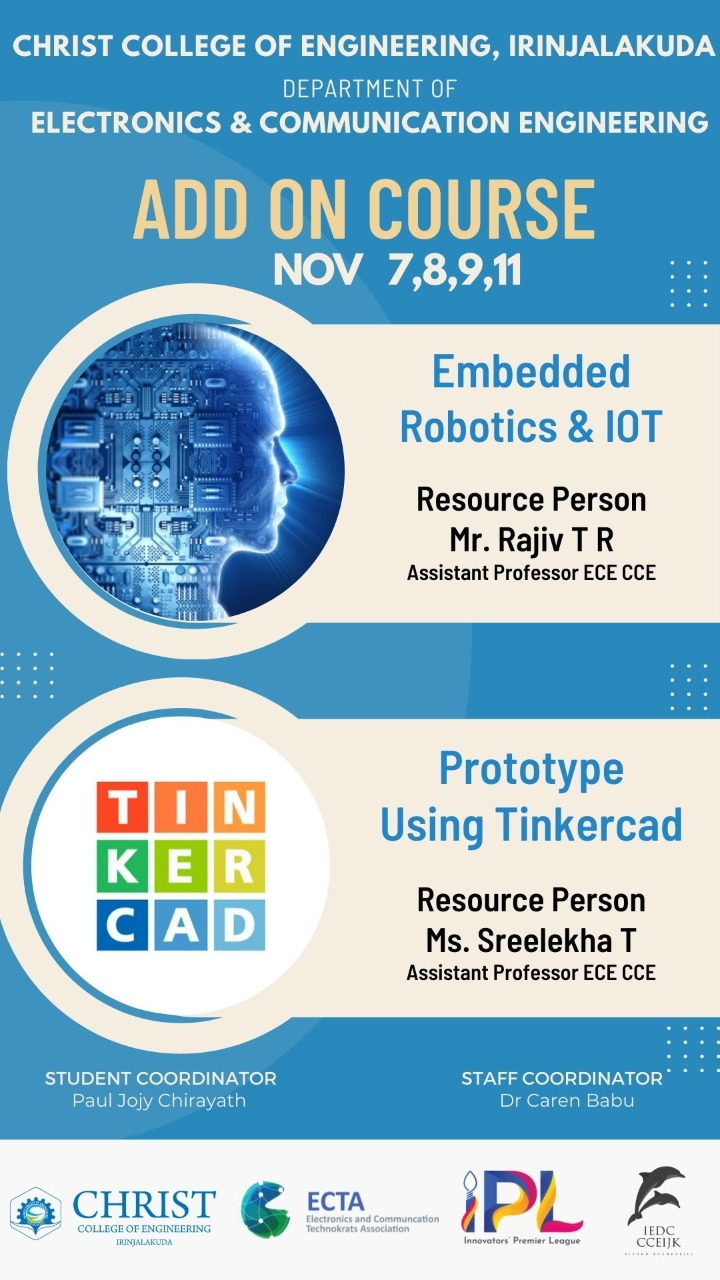 CHRIST COLLEGE OF ENGINEERING, IRINJALAKUDA
DEPARTMENT OF
ELECTRONICS & COMMUNICATION ENGINEERING
ADD ON COURSE
NOV 7,8,9,11
Embedded
Robotics & IOT
Resource Person
Mr. Rajiv T R
Assistant Professor ECE CCE
TIN
KER
CAD
Prototype
Using Tinkercad
Resource Person
Ms. Sreelekha T
Assistant Professor ECE CCE
STUDENT COORDINATOR
Paul Jojy Chirayath
STAFF COORDINATOR
Dr Caren Babu
CHRIST
COLLEGE OF ENGINEERING
IRINJALAKUDA
ECTA
Electronics and Communcation
Technokrats Association
iPL
Innovators' Premier League
IEDC
CCEIJK